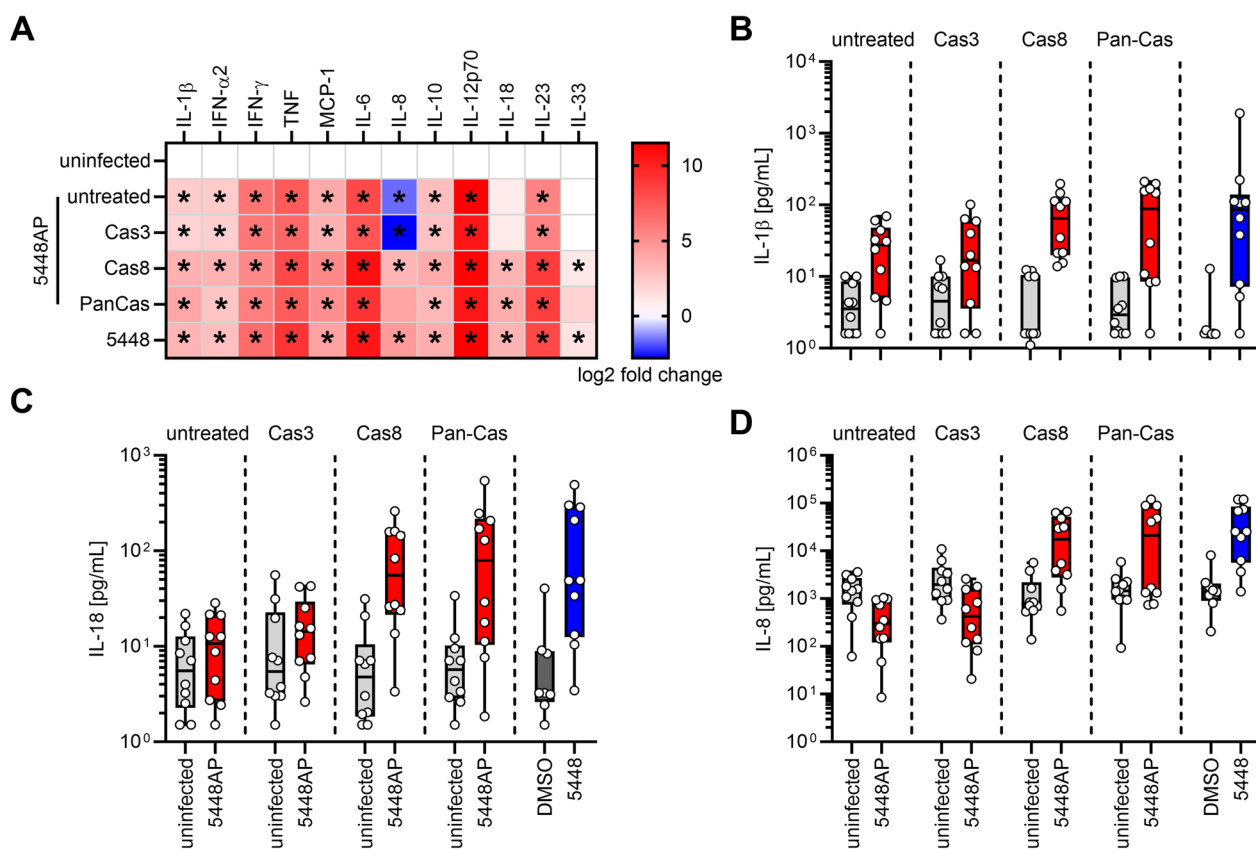 A
IL-1β IFN-α2 IFN-γ TNF MCP-1 IL-6 IL-8 IL-10 IL-12p70 IL-18 IL-23 IL-33
uninfected
untreated * * * * * * * * * *
Cas3 * * * * * * * * * *
Cas8 * * * * * * * * * * * *
PanCas * * * * * * * * * *
5448 * * * * * * * * * * * *
5448AP
10
5
0
log2 fold change
B
untreated Cas3 Cas8 Pan-Cas
IL-1β [pg/mL]
10⁴
10³
10²
10¹
10⁰
C
untreated Cas3 Cas8 Pan-Cas
IL-18 [pg/mL]
10³
10²
10¹
10⁰
uninfected 5448AP uninfected 5448AP uninfected 5448AP uninfected 5448AP DMSO 5448
D
untreated Cas3 Cas8 Pan-Cas
IL-8 [pg/mL]
10⁶
10⁵
10⁴
10³
10²
10¹
10⁰
uninfected 5448AP uninfected 5448AP uninfected 5448AP uninfected 5448AP DMSO 5448